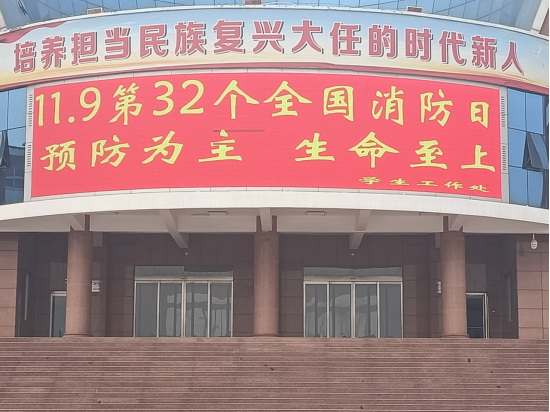 培养担当民族复兴大任的时代新人
11.9第32个全国消防日
预防为主 生命至上
学生工作处